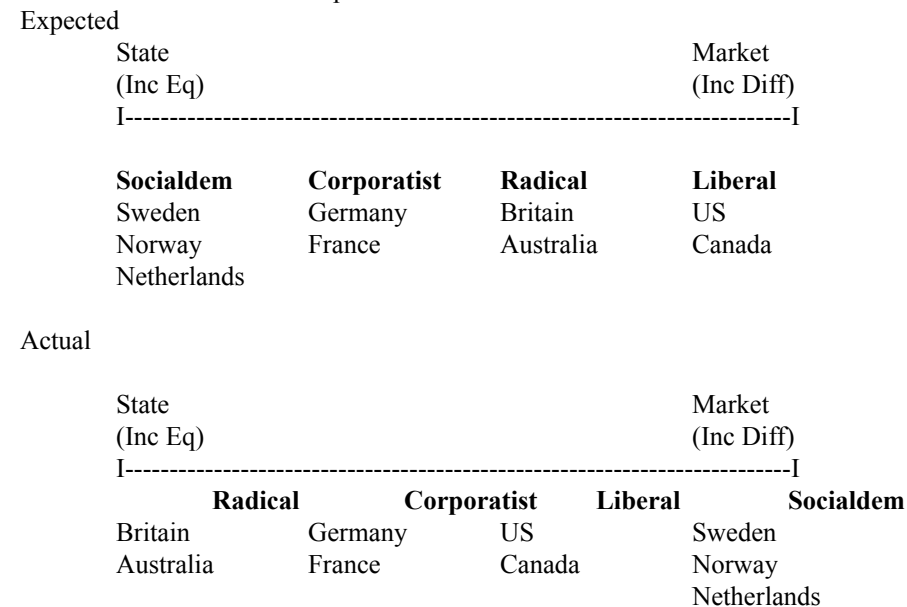 Expected
State Market
(Inc Eq) (Inc Diff)
I---------------------------------------------------------------------------I
Socialdem Corporatist Radical Liberal
Sweden Germany Britain US
Norway France Australia Canada
Netherlands
Actual
State Market
(Inc Eq) (Inc Diff)
I---------------------------------------------------------------------------I
Radical Corporatist Liberal Socialdem
Britain Germany US Sweden
Australia France Canada Norway
Netherlands